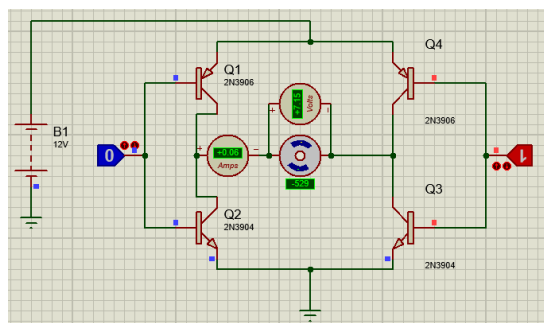 Q4
Q1
2N3906
+7.15
Volts
B1
12V
0
+0.06
Amps
2N3906
1
-529
Q3
Q2
2N3904
2N3904